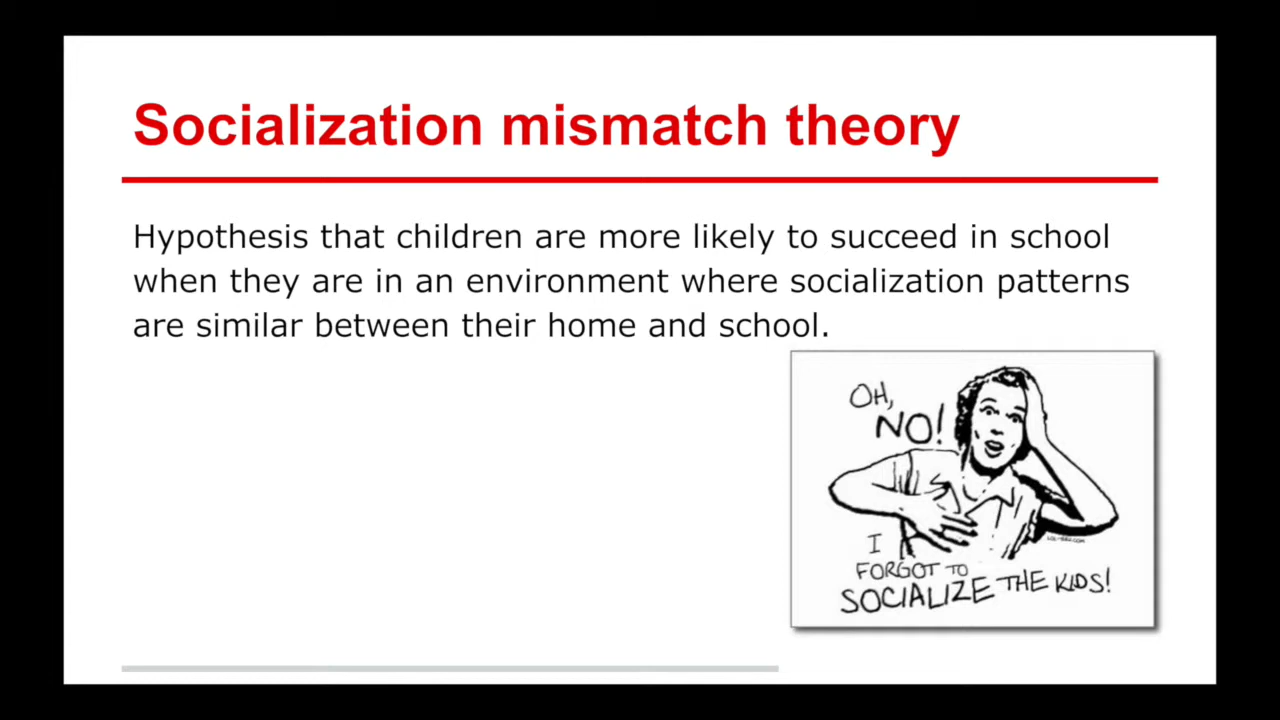 Socialization mismatch theory
Hypothesis that children are more likely to succeed in school
when they are in an environment where socialization patterns
are similar between their home and school.
OH,
NO!
I
FORGOT TO
SOCIALIZE THE KIDS!